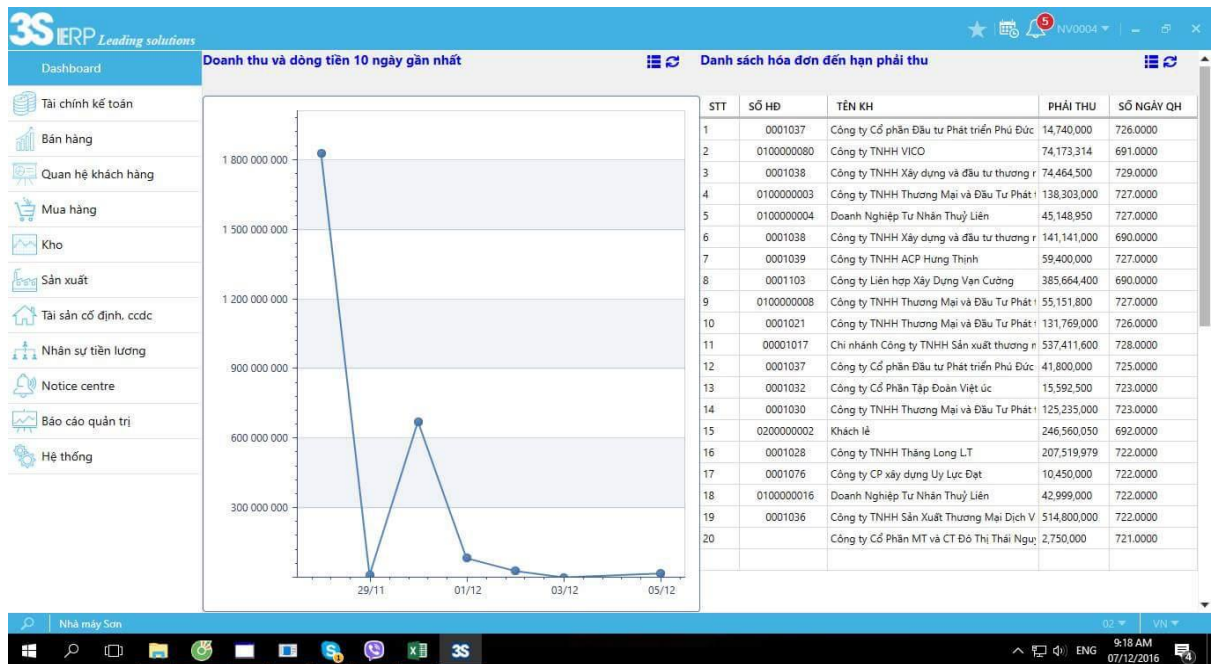 3S iERP Leading solutions
5
NV0004
Dashboard
Tài chính kế toán
Bán hàng
Quan hệ khách hàng
Mua hàng
Kho
Sản xuất
Tài sản cố định, ccdc
Nhân sự tiền lương
Notice centre
Báo cáo quản trị
Hệ thống
Doanh thu và dòng tiền 10 ngày gần nhất
1 800 000 000
1 500 000 000
1 200 000 000
900 000 000
600 000 000
300 000 000
29/11 01/12 03/12 05/12
Danh sách hóa đơn đến hạn phải thu
STT SỐ HĐ TÊN KH PHẢI THU SỐ NGÀY QH
1 0001037 Công ty Cổ phần Đầu tư Phát triển Phú Đức 14,740,000 726.0000
2 0100000080 Công ty TNHH VICO 74,173,314 691.0000
3 0001038 Công ty TNHH Xây dựng và đầu tư thương 74,464,500 729.0000
4 0100000003 Công ty TNHH Thương Mại và Đầu Tư Phát 138,303,000 727.0000
5 0100000004 Doanh Nghiệp Tư Nhân Thuỷ Liên 45,148,950 727.0000
6 0001038 Công ty TNHH Xây dựng và đầu tư thương 141,141,000 690.0000
7 0001039 Công ty TNHH ACP Hưng Thịnh 59,400,000 727.0000
8 0001103 Công ty Liên hợp Xây Dựng Vạn Cường 385,664,400 690.0000
9 0100000008 Công ty TNHH Thương Mại và Đầu Tư Phát 55,151,800 727.0000
10 0001021 Công ty TNHH Thương Mại và Đầu Tư Phát 131,769,000 726.0000
11 00001017 Chi nhánh Công ty TNHH Sản xuất thương 537,411,600 728.0000
12 0001037 Công ty Cổ phần Đầu tư Phát triển Phú Đức 41,800,000 725.0000
13 0001032 Công ty Cổ Phần Tập Đoàn Việt úc 15,592,500 723.0000
14 0001030 Công ty TNHH Thương Mại và Đầu Tư Phát 125,235,000 723.0000
15 0200000002 Khách lẻ 246,560,050 692.0000
16 0001028 Công ty TNHH Thăng Long L.T 207,519,979 722.0000
17 0001076 Công ty CP xây dựng Uy Lực Đạt 10,450,000 722.0000
18 0100000016 Doanh Nghiệp Tư Nhân Thuỷ Liên 42,999,000 722.0000
19 0001036 Công ty TNHH Sản Xuất Thương Mại Dịch V 514,800,000 722.0000
20 Công ty Cổ Phần MT và CT Đô Thị Thái Nguy 2,750,000 721.0000
Nhà máy Sơn
02 VN
3S
ENG
9:18 AM
07/12/2016
4